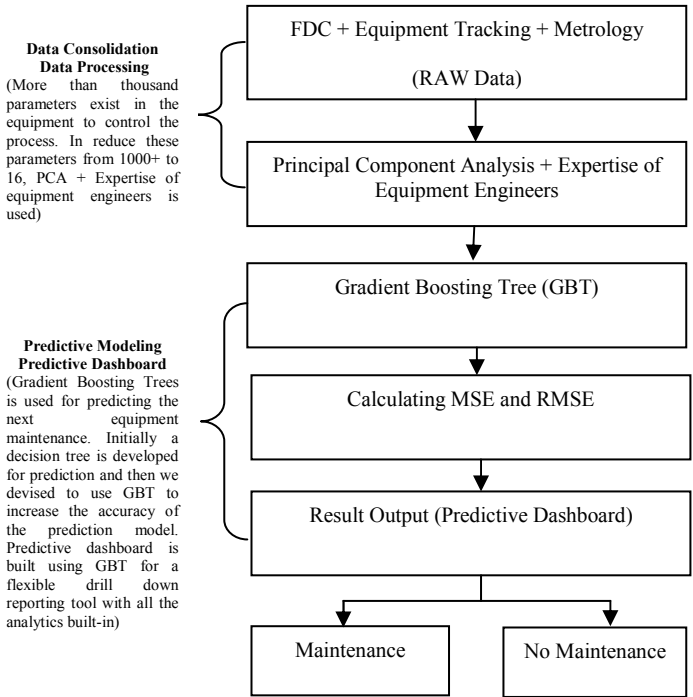 Data Consolidation
Data Processing
(More than thousand
parameters exist in the
equipment to control the
process. In reduce these
parameters from 1000+ to
16, PCA + Expertise of
equipment engineers is
used)
FDC + Equipment Tracking + Metrology
(RAW Data)
Principal Component Analysis + Expertise of
Equipment Engineers
Predictive Modeling
Predictive Dashboard
(Gradient Boosting Trees
is used for predicting the
next equipment
maintenance. Initially a
decision tree is developed
for prediction and then we
devised to use GBT to
increase the accuracy of
the prediction model.
Predictive dashboard is
built using GBT for a
flexible drill down
reporting tool with all the
analytics built-in)
Gradient Boosting Tree (GBT)
Calculating MSE and RMSE
Result Output (Predictive Dashboard)
Maintenance
No Maintenance